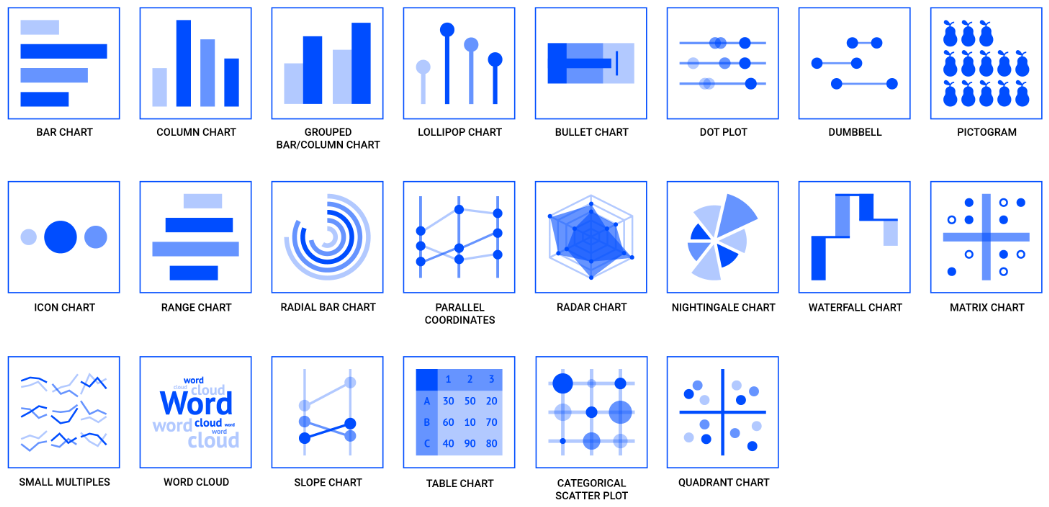 BAR CHART
COLUMN CHART
GROUPED
BAR/COLUMN CHART
LOLLIPOP CHART
BULLET CHART
DOT PLOT
DUMBBELL
PICTOGRAM
ICON CHART
RANGE CHART
RADIAL BAR CHART
PARALLEL
COORDINATES
RADAR CHART
NIGHTINGALE CHART
WATERFALL CHART
MATRIX CHART
word
cloud
Word
word cloud word
word
cloud
1 2 3
A 30 50 20
B 60 10 70
C 40 90 80
SMALL MULTIPLES
WORD CLOUD
SLOPE CHART
TABLE CHART
CATEGORICAL
SCATTER PLOT
QUADRANT CHART